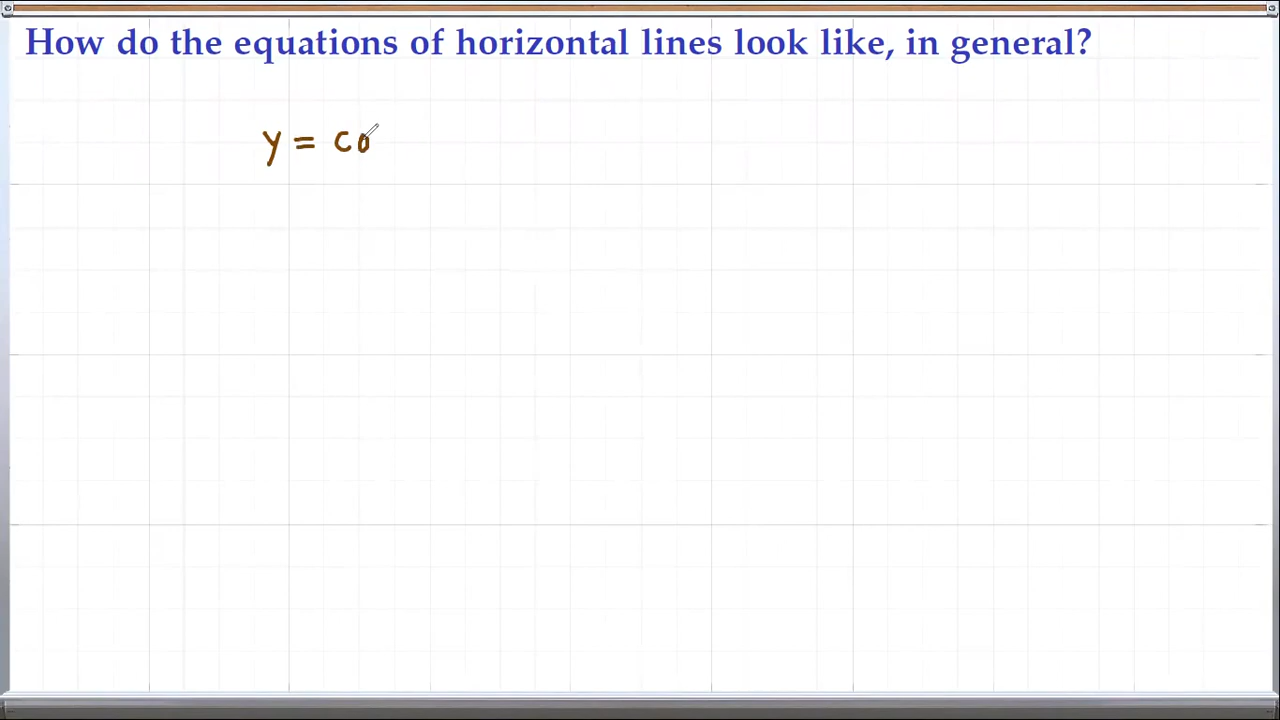 How do the equations of horizontal lines look like, in general?
y = co